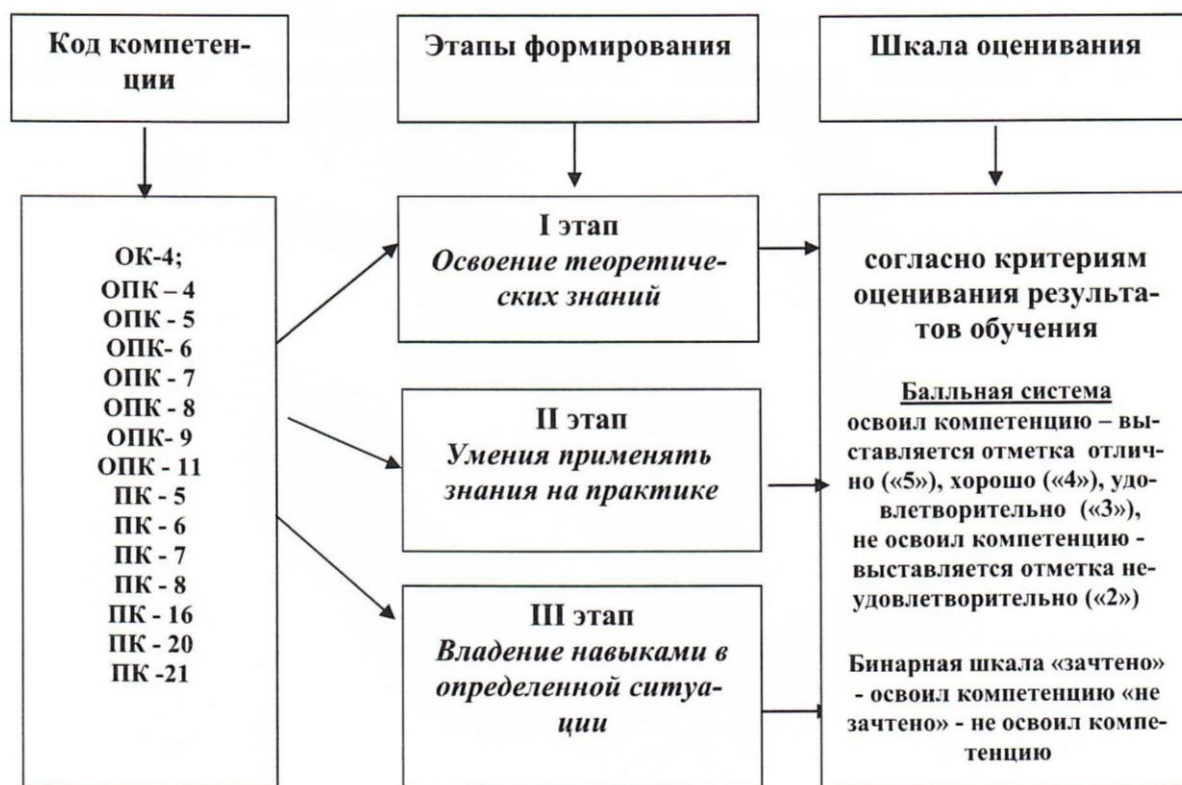 Код компетен-
ции
Этапы формирования
Шкала оценивания
ОК-4;
ОПК – 4
ОПК - 5
ОПК- 6
ОПК - 7
ОПК - 8
ОПК- 9
ОПК - 11
ПК - 5
ПК - 6
ПК - 7
ПК - 8
ПК - 16
ПК - 20
ПК -21
I этап
Освоение теоретиче-
ских знаний
II этап
Умения применять
знания на практике
III этап
Владение навыками в
определенной ситуа-
ции
согласно критериям
оценивания результа-
тов обучения
Балльная система
освоил компетенцию – вы-
ставляется отметка отлич-
но («5»), хорошо («4»), удо-
влетворительно («3»),
не освоил компетенцию -
выставляется отметка не-
удовлетворительно («2»)
Бинарная шкала «зачтено»
- освоил компетенцию «не
зачтено» - не освоил компе-
тенцию